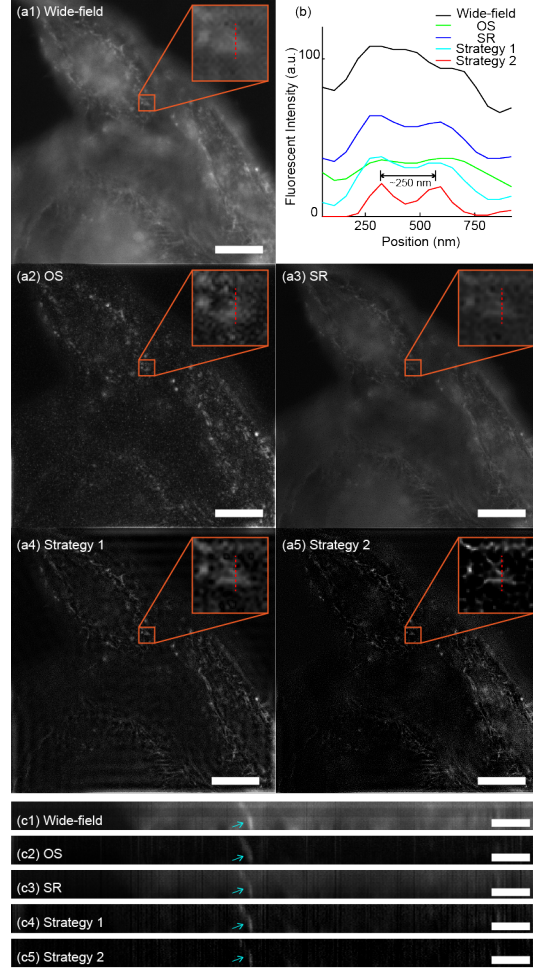 (a1) Wide-field
(b)
Wide-field
OS
SR
Strategy 1
Strategy 2
Fluorescent Intensity (a.u.)
100
0
~250 nm
250
500
750
Position (nm)
(a2) OS
(a3) SR
(a4) Strategy 1
(a5) Strategy 2
(c1) Wide-field
(c2) OS
(c3) SR
(c4) Strategy 1
(c5) Strategy 2